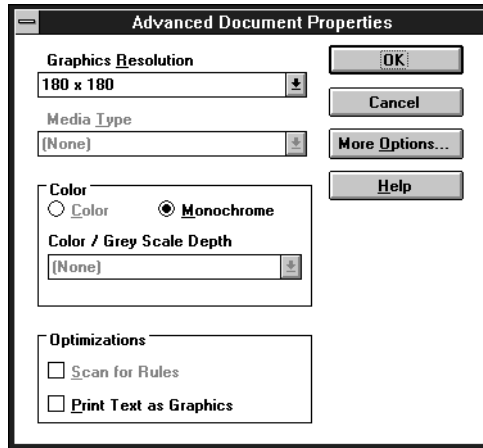 Advanced Document Properties
Graphics Resolution
180 x 180
Media Type
(None)
Color
Color
Monochrome
Color / Grey Scale Depth
(None)
Optimizations
Scan for Rules
Print Text as Graphics
OK
Cancel
More Options...
Help